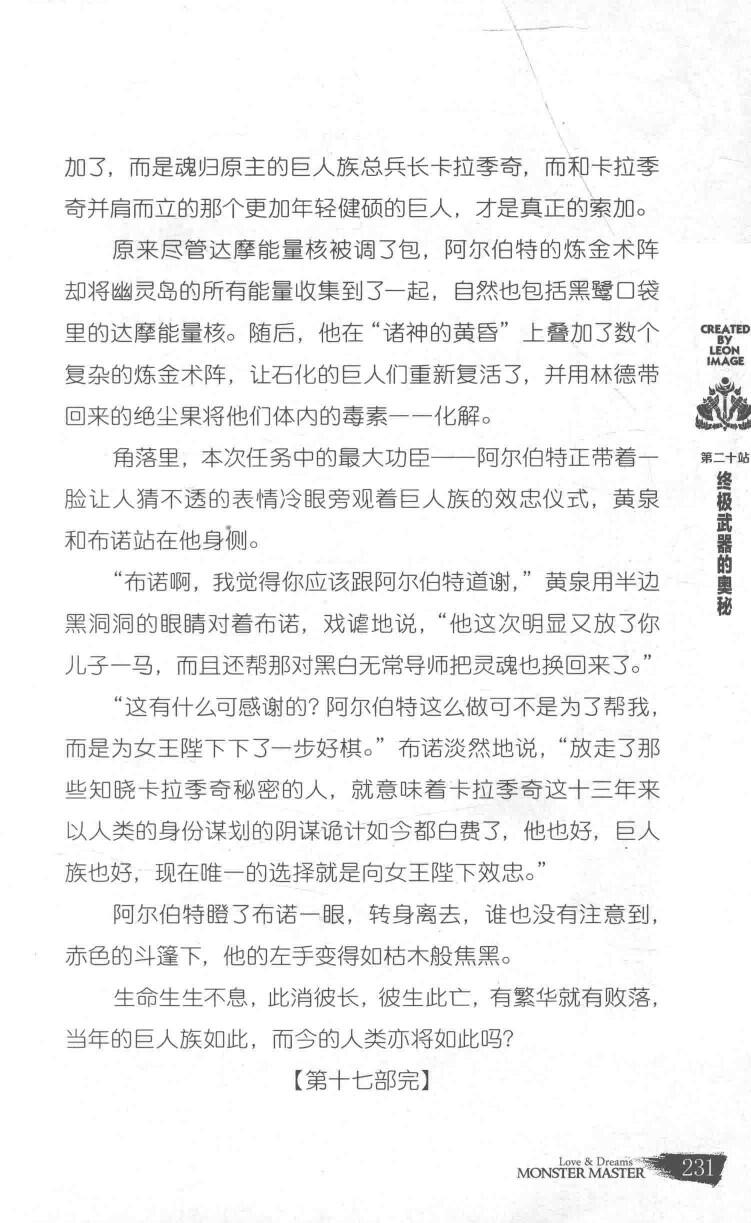 加了，而是魂归原主的巨人族总兵长卡拉季奇，而和卡拉季
奇并肩而立的那个更加年轻健硕的巨人，才是真正的索加。
原来尽管达摩能量核被调了包，阿尔伯特的炼金术阵
却将幽灵岛的所有能量收集到了一起，自然也包括黑鹭口袋
里的达摩能量核。随后，他在“诸神的黄昏”上叠加了数个
复杂的炼金术阵，让石化的巨人们重新复活了，并用林德带
回来的绝尘果将他们体内的毒素一一化解。
角落里，本次任务中的最大功臣——阿尔伯特正带着一
脸让人猜不透的表情冷眼旁观着巨人族的效忠仪式，黄泉
和布诺站在他身侧。
“布诺啊，我觉得你应该跟阿尔伯特道谢，”黄泉用半边
黑洞洞的眼睛对着布诺，戏谑地说，“他这次明显又放了你
儿子一马，而且还帮那对黑白无常导师把灵魂也换回来了。”
“这有什么可感谢的？阿尔伯特这么做可不是为了帮我，
而是为女王陛下下了一步好棋。”布诺淡然地说，“放走了那
些知晓卡拉季奇秘密的人，就意味着卡拉季奇这十三年来
以人类的身份谋划的阴谋诡计如今都白费了，他也好，巨人
族也好，现在唯一的选择就是向女王陛下效忠。”
阿尔伯特瞪了布诺一眼，转身离去，谁也没有注意到，
赤色的斗篷下，他的左手变得如枯木般焦黑。
生命生生不息，此消彼长，彼生此亡，有繁华就有败落，
当年的巨人族如此，而今的人类亦将如此吗？
【第十七部完】
CREATED
BY
LEON
IMAGE
第二十站
终极武器的奥秘
Love & Dreams
MONSTER MASTER
231